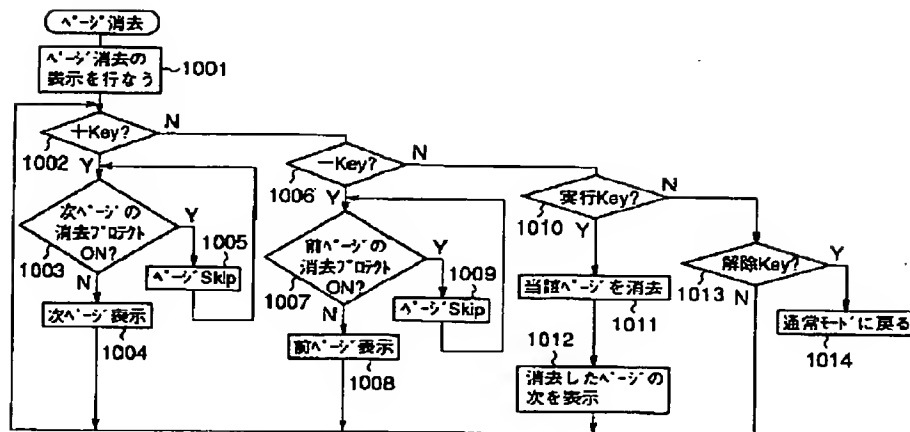 ページ消去
ページ消去の
表示を行なう
1001
+Key?
N
1002
Y
次ページの
消去プロテクト
ON?
1003
Y
1005
ページSkip
N
次ページ表示
1004
-Key?
N
1006
Y
前ページの
消去プロテクト
ON?
1007
Y
1009
ページSkip
N
前ページ表示
1008
実行Key?
N
1010
Y
当該ページを消去
1011
1012
消去したページの
次を表示
解除Key?
Y
1013
N
通常モードに戻る
1014